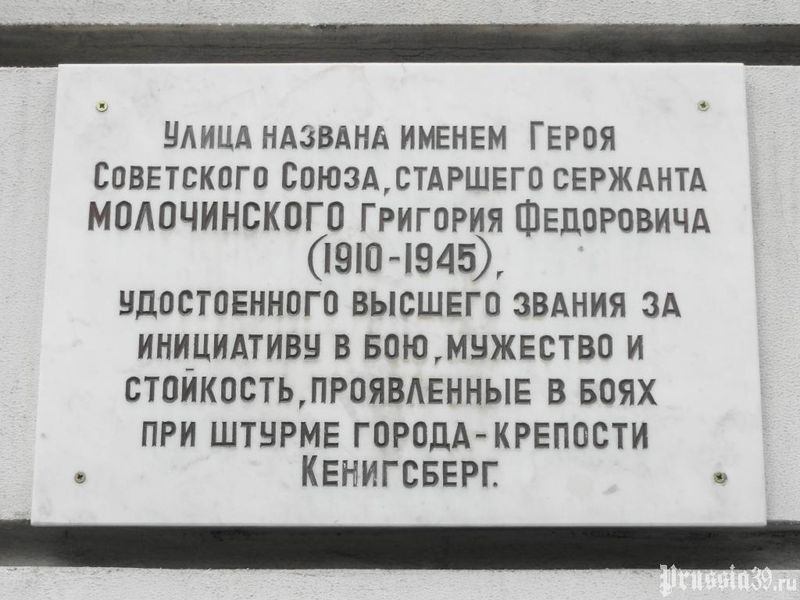 Улица названа именем Героя
Советского Союза, старшего сержанта
МОЛОЧИНСКОГО Григория Федоровича
(1910-1945),
удостоенного высшего звания за
инициативу в бою, мужество и
стойкость, проявленные в боях
при штурме города-крепости
Кенигсберг.
Prussia39.ru